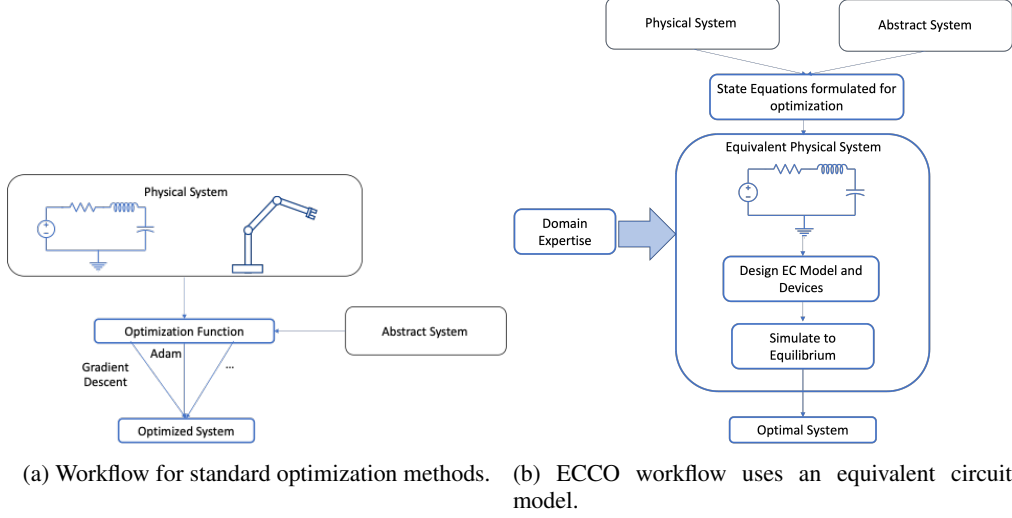 Physical System
Optimization Function
Abstract System
Gradient
Descent
Adam
...
Optimized System
(a) Workflow for standard optimization methods.
Physical System
Abstract System
State Equations formulated for
optimization
Equivalent Physical System
Domain
Expertise
Design EC Model and
Devices
Simulate to
Equilibrium
Optimal System
(b) ECCO workflow uses an equivalent circuit
model.